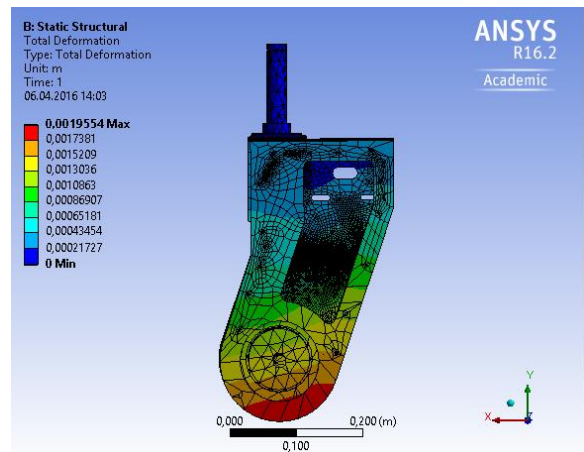 B: Static Structural
Total Deformation
Type: Total Deformation
Unit: m
Time: 1
06.04.2016 14:03
0,0019554 Max
0,0017381
0,0015209
0,0013036
0,0010863
0,00086907
0,00065181
0,00043454
0,00021727
0 Min
ANSYS
R16.2
Academic
0,000
0,200 (m)
0,100
Y
X
Z